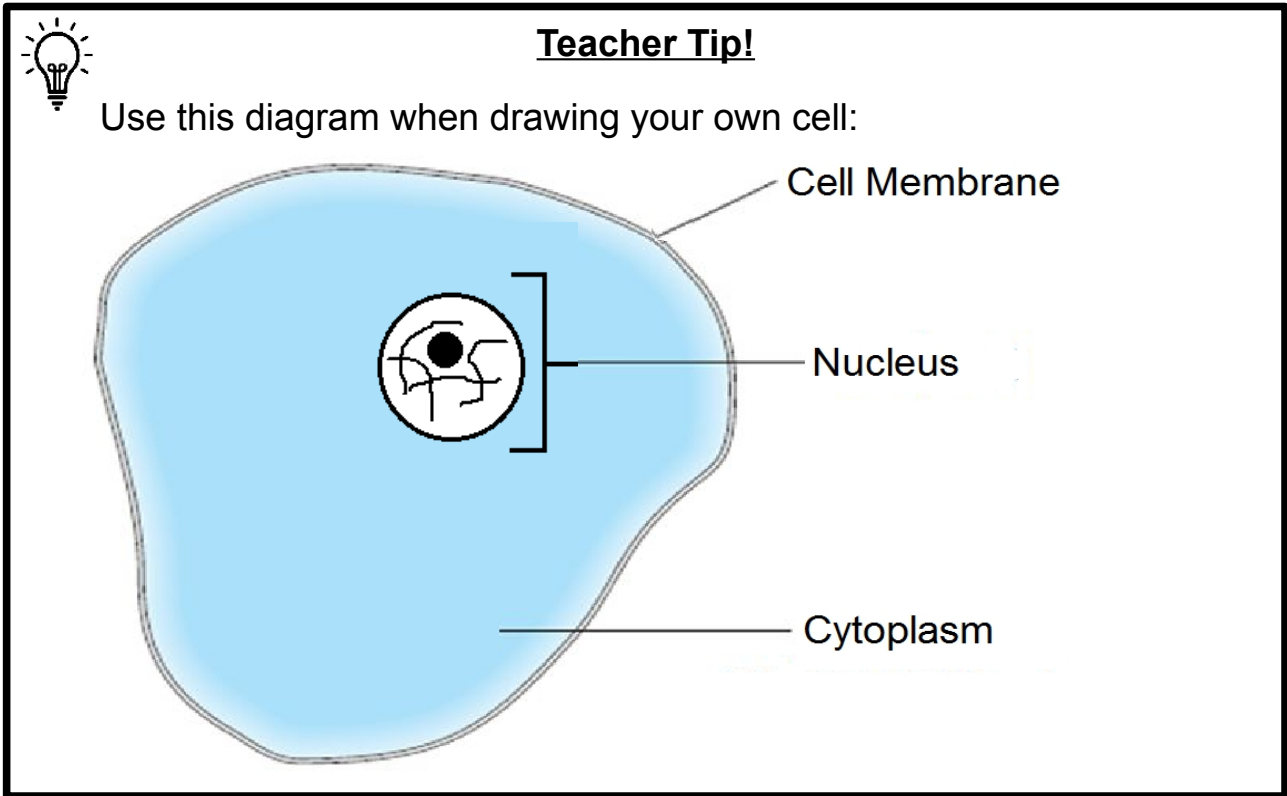 Teacher Tip!
Use this diagram when drawing your own cell:
Cell Membrane
Nucleus
Cytoplasm